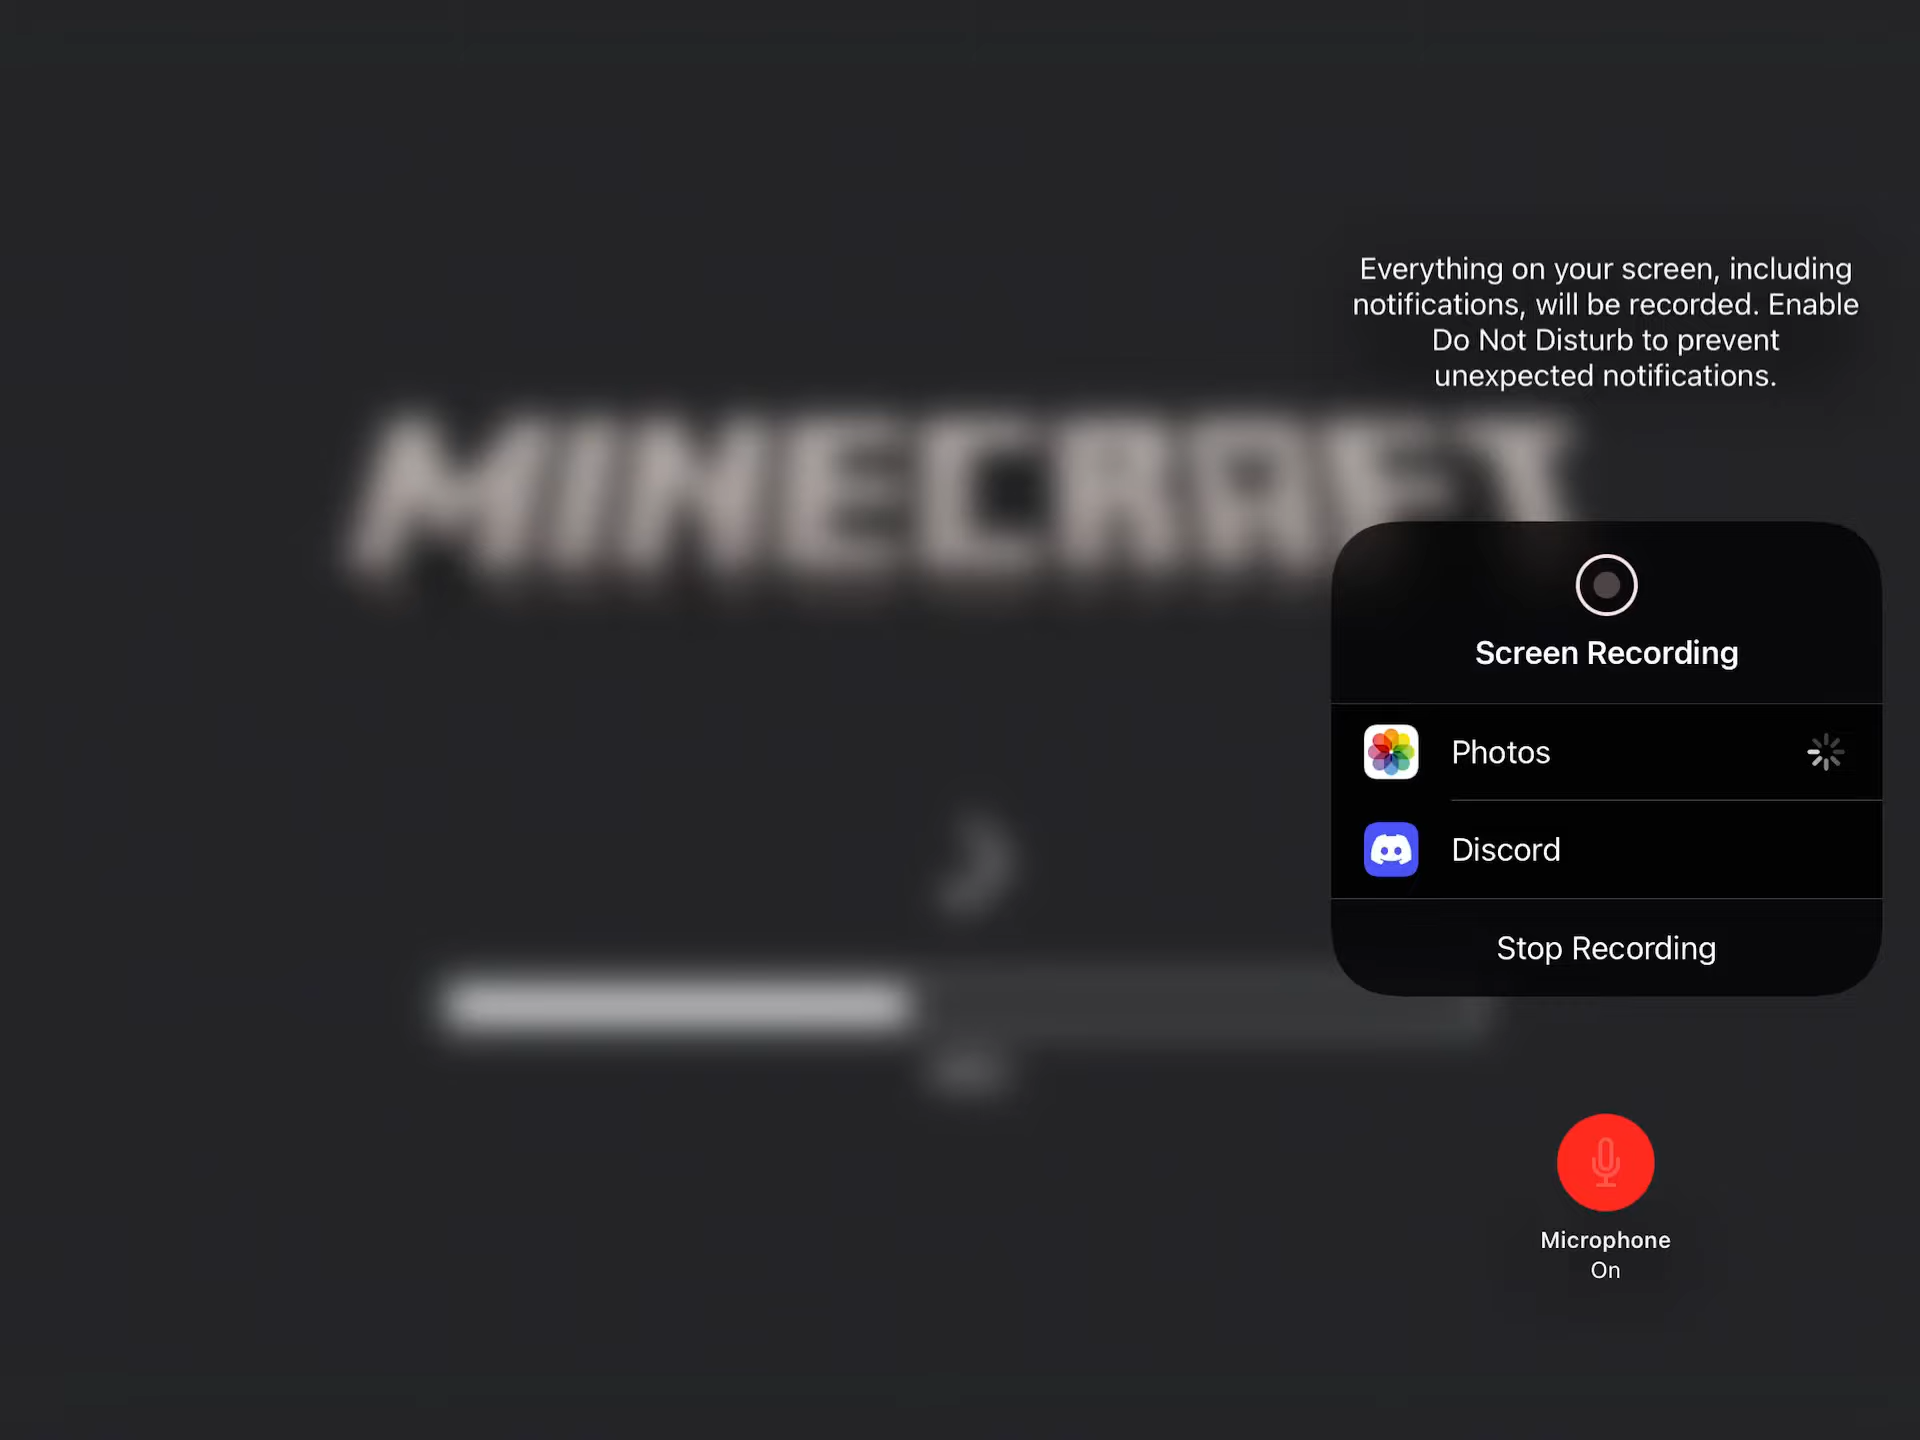 Everything on your screen, including
notifications, will be recorded. Enable
Do Not Disturb to prevent
unexpected notifications.
MINECRAFT
Screen Recording
Photos
Discord
Stop Recording
Microphone
On